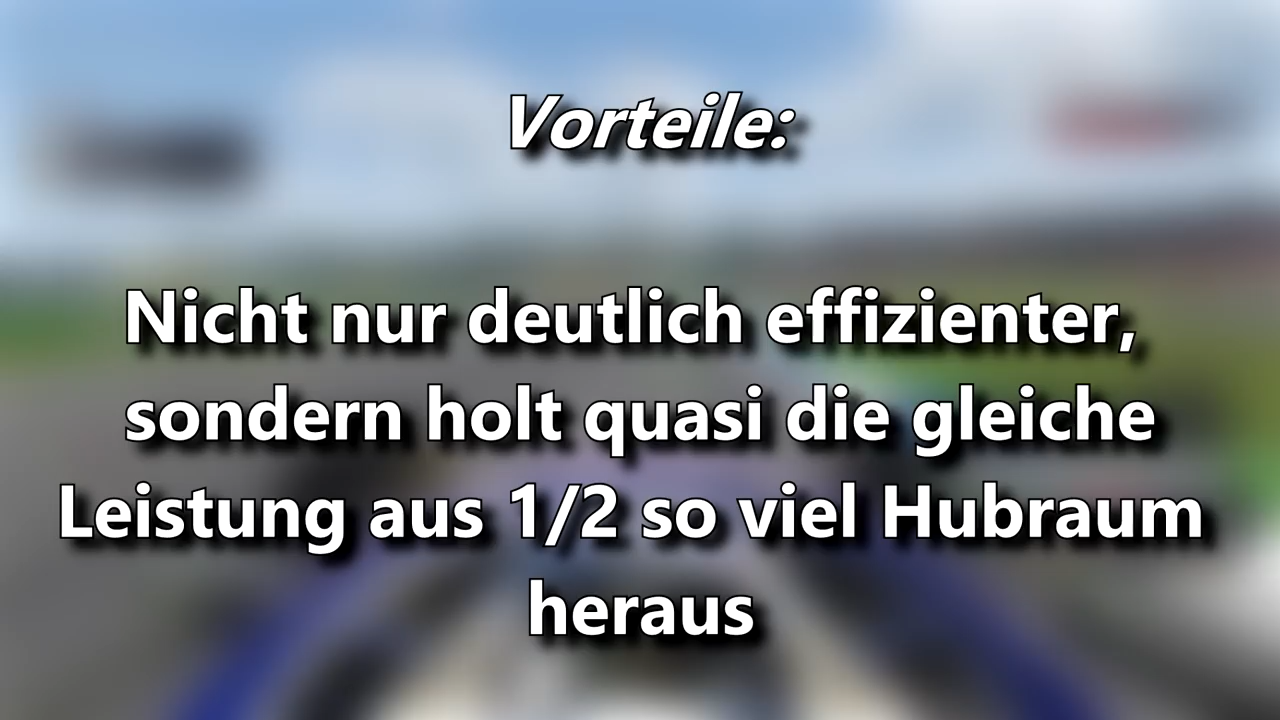 Vorteile:
Nicht nur deutlich effizienter,
sondern holt quasi die gleiche
Leistung aus 1/2 so viel Hubraum
heraus